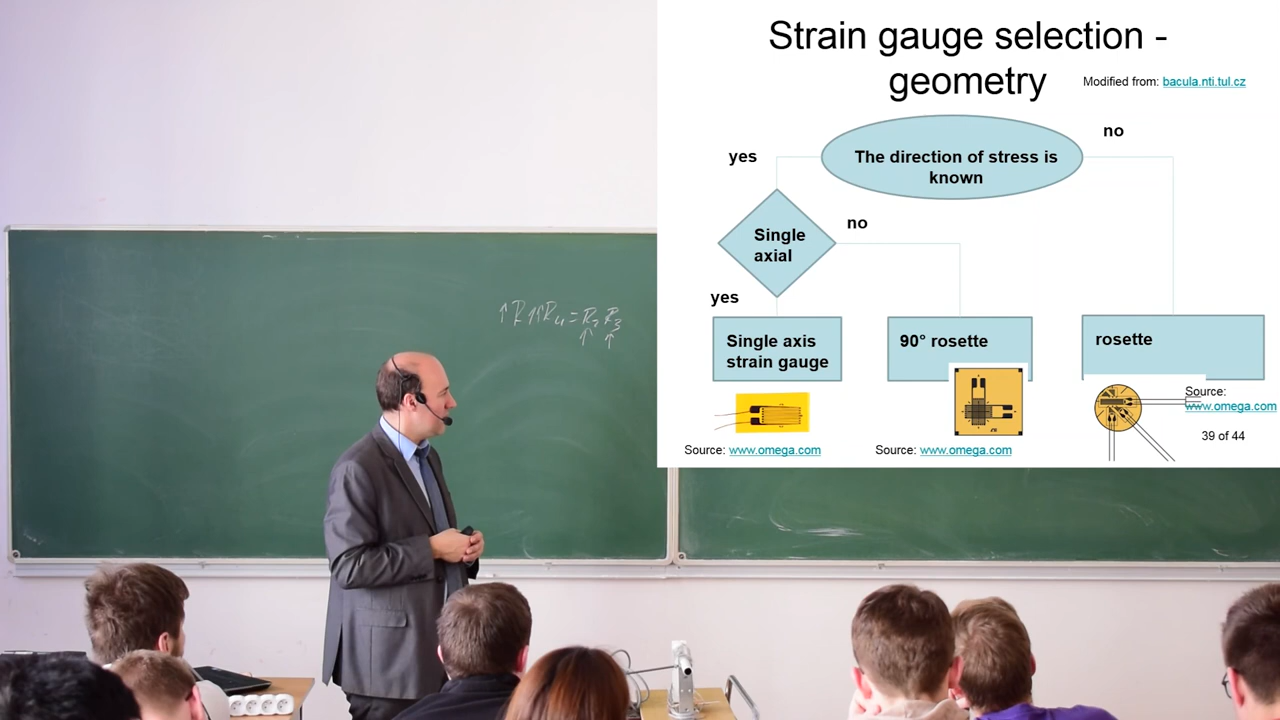 Strain gauge selection -
geometry
Modified from: bacula.nti.tul.cz
no
yes
The direction of stress is
known
no
Single
axial
yes
Single axis
strain gauge
90° rosette
rosette
Source:
www.omega.com
39 of 44
Source: www.omega.com
Source: www.omega.com
= R₂ R₃